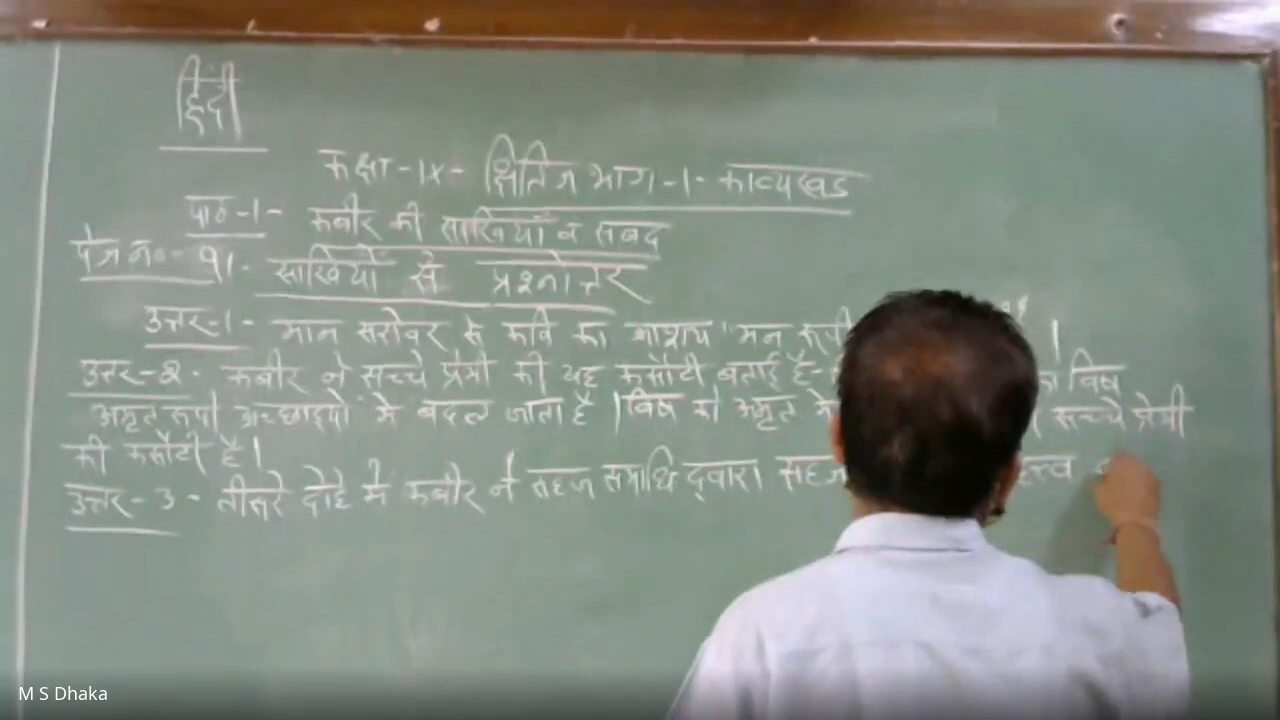 हिंदी
कक्षा-IX- क्षितिज भाग-1- काव्यखंड
पाठ-1- कबीर की साखियाँ व सबद
पेज नं०- 91- साखियों से प्रश्नोत्तर
उत्तर-1- मान सरोवर से कवि का आशय "मन रूपी " ।
उत्तर-2- कबीर ने सच्चे प्रेमी की यह कसौटी बताई है- का विष
अमृत रूपी अच्छाइयों में बदल जाता है। विष को अमृत सच्चे प्रेमी
की कसौटी है।
उत्तर-3- तीसरे दोहे में कबीर ने सहज समाधि द्वारा सहज
M S Dhaka